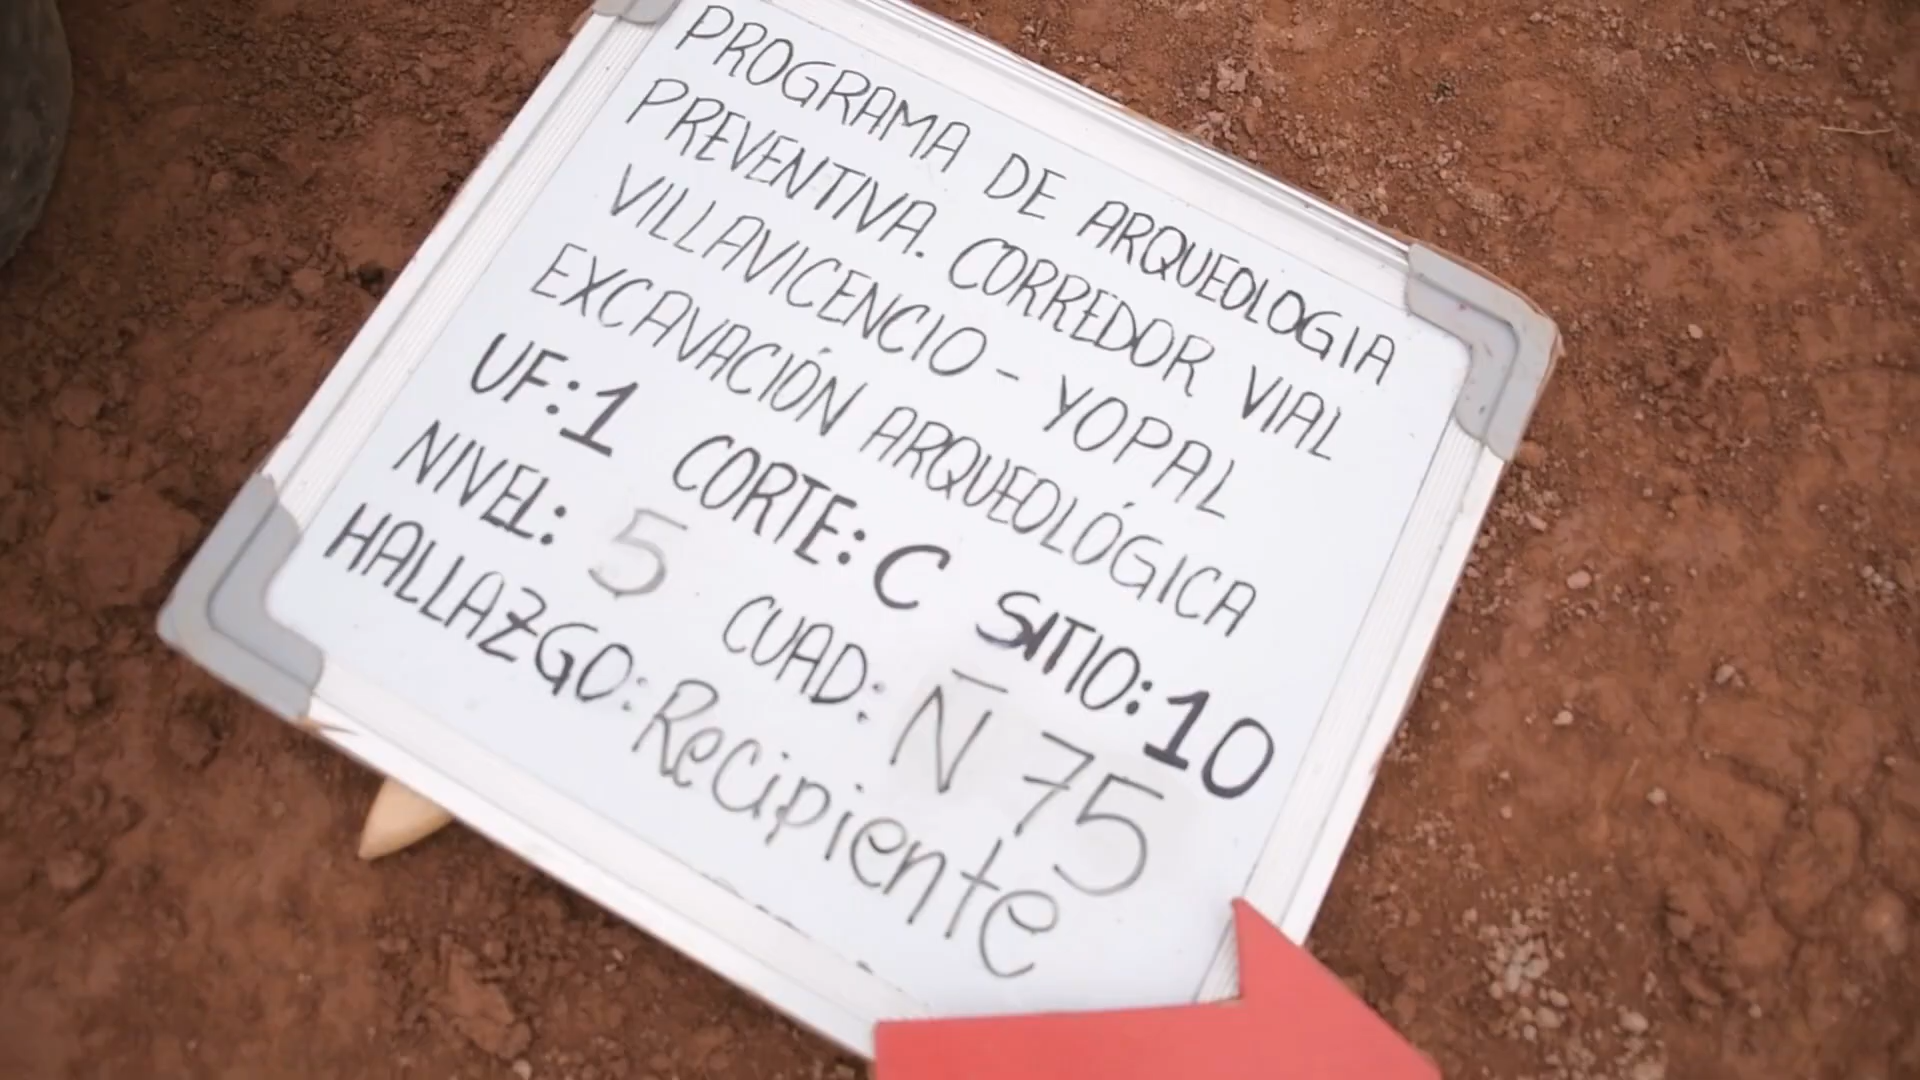 PROGRAMA DE ARQUEOLOGIA
PREVENTIVA. CORREDOR VIAL
VILLAVICENCIO - YOPAL
EXCAVACIÓN ARQUEOLÓGICA
UF: 1 CORTE: C SITIO: 10
NIVEL: 5 CUAD: Ñ 75
HALLAZGO: Recipiente